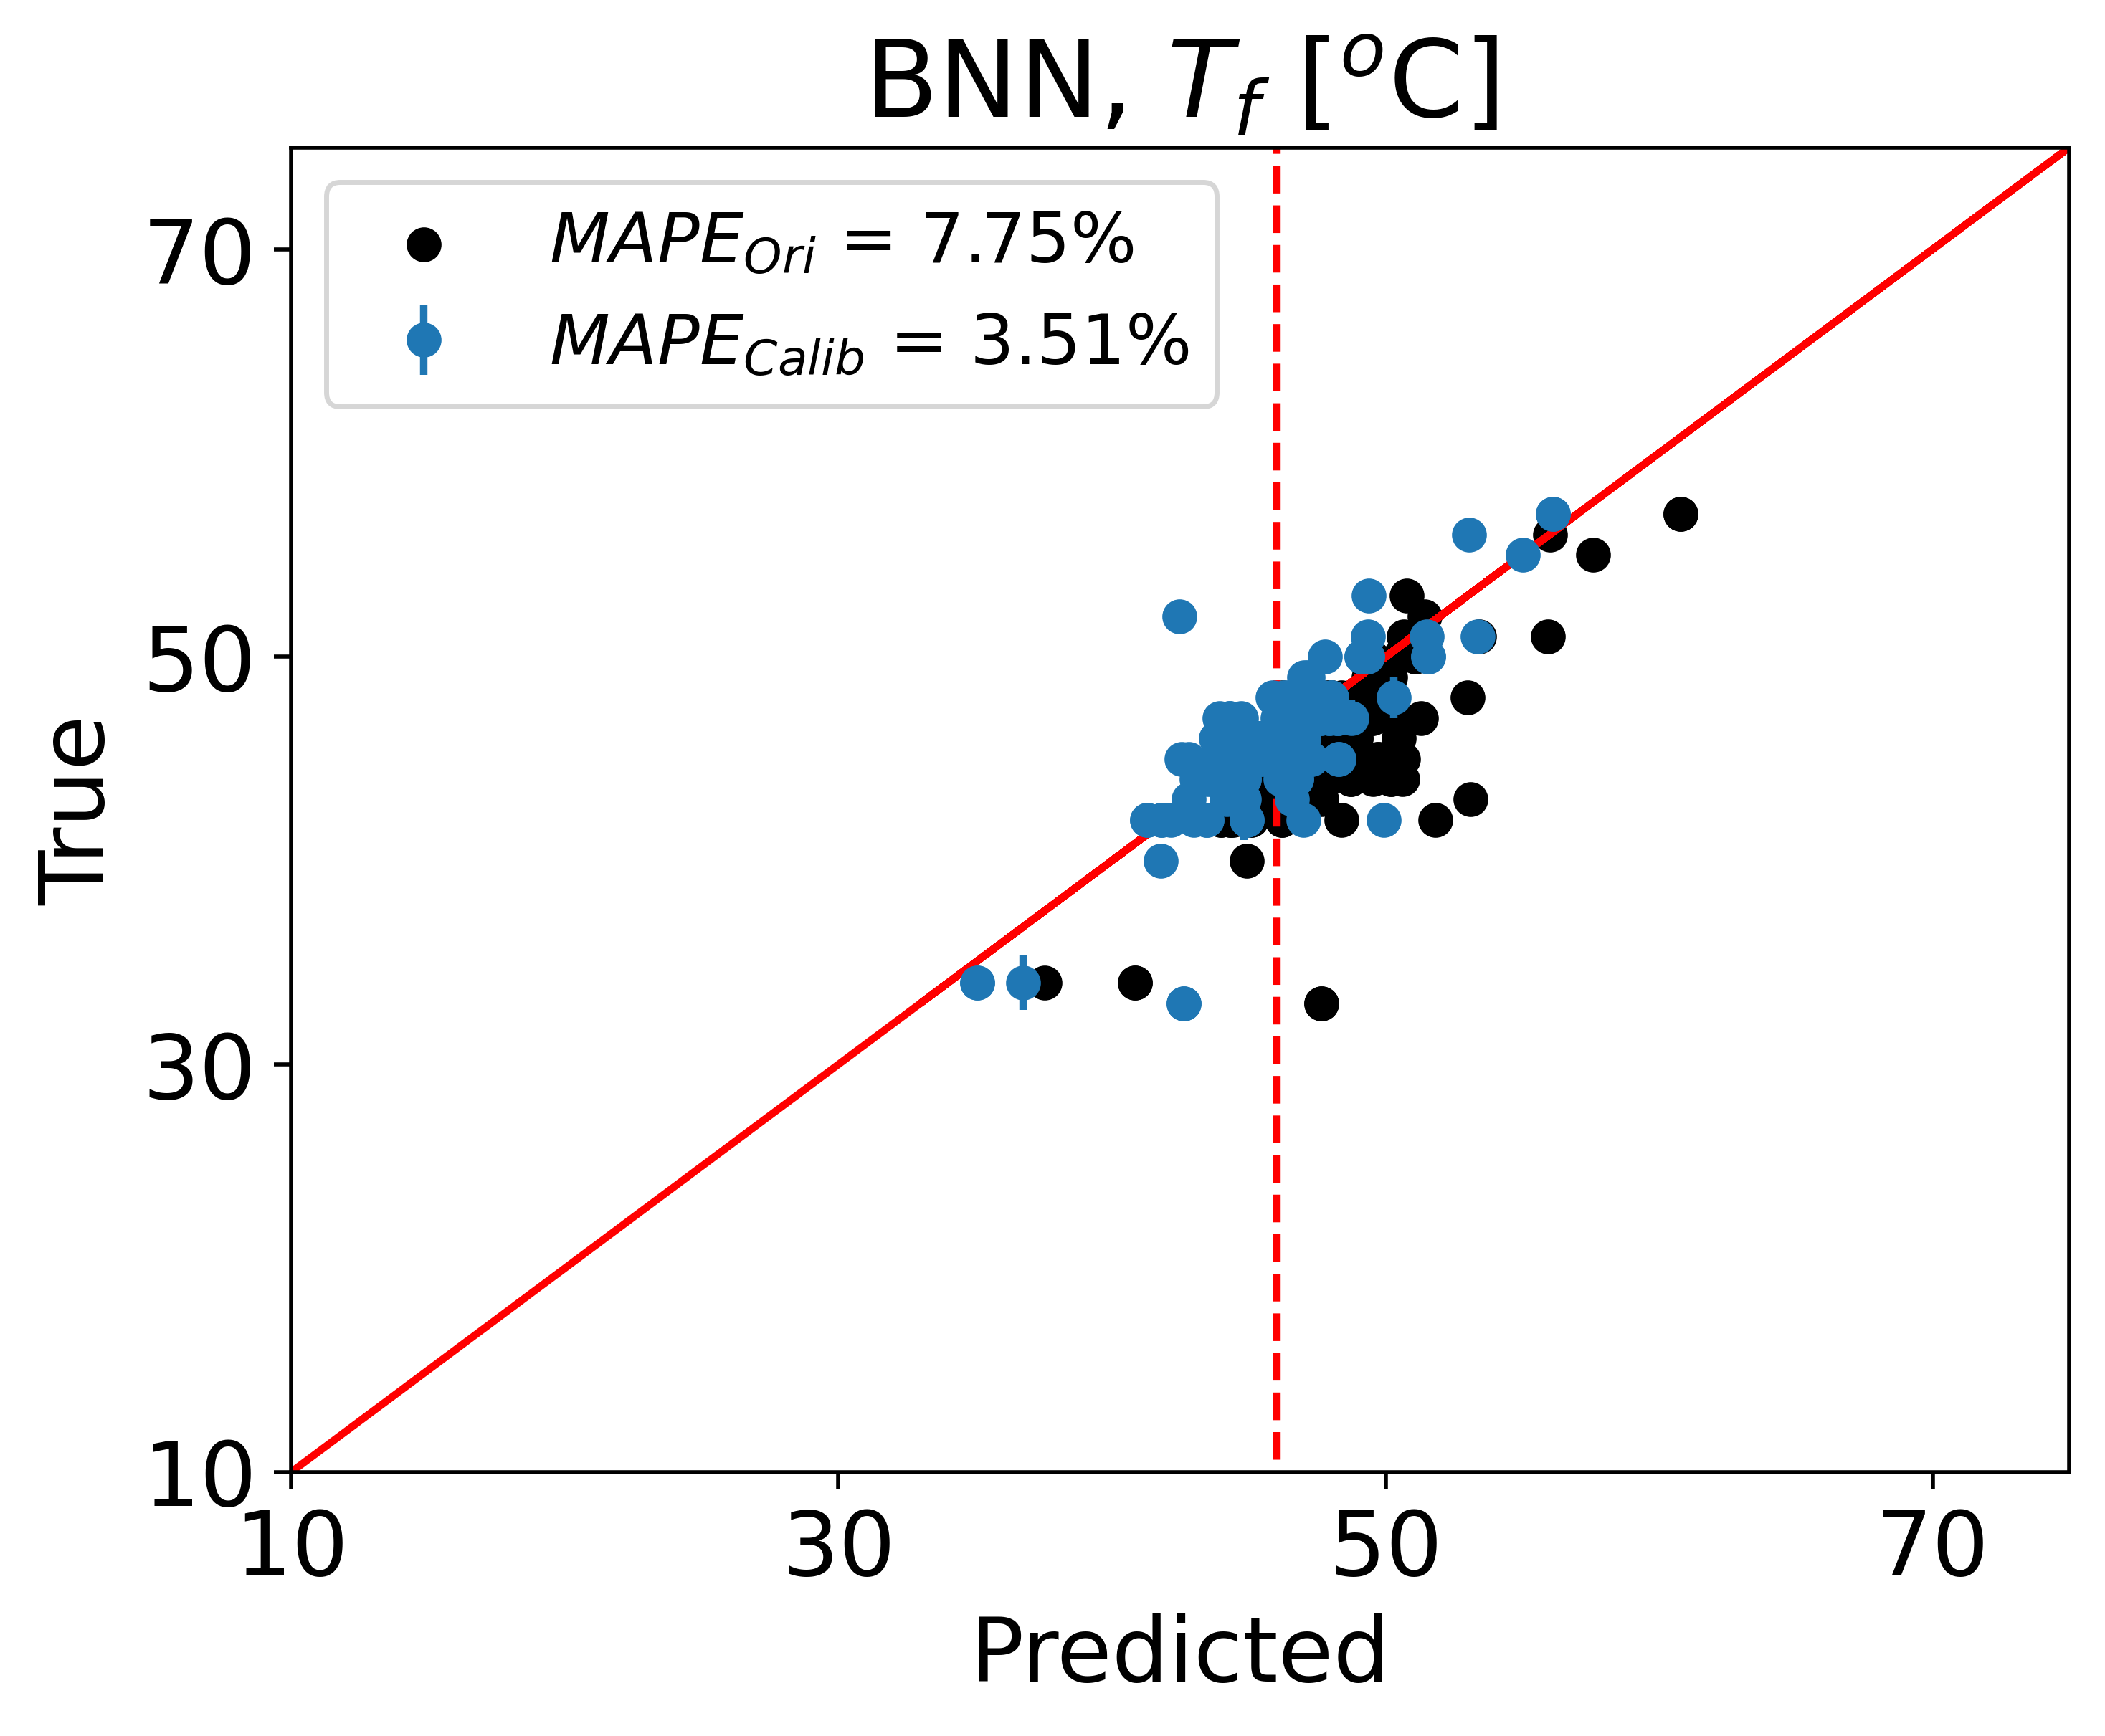 BNN, T_f [°C]
MAPE_Ori = 7.75%
MAPE_Calib = 3.51%
70
50
30
10
True
10 30 50 70
Predicted